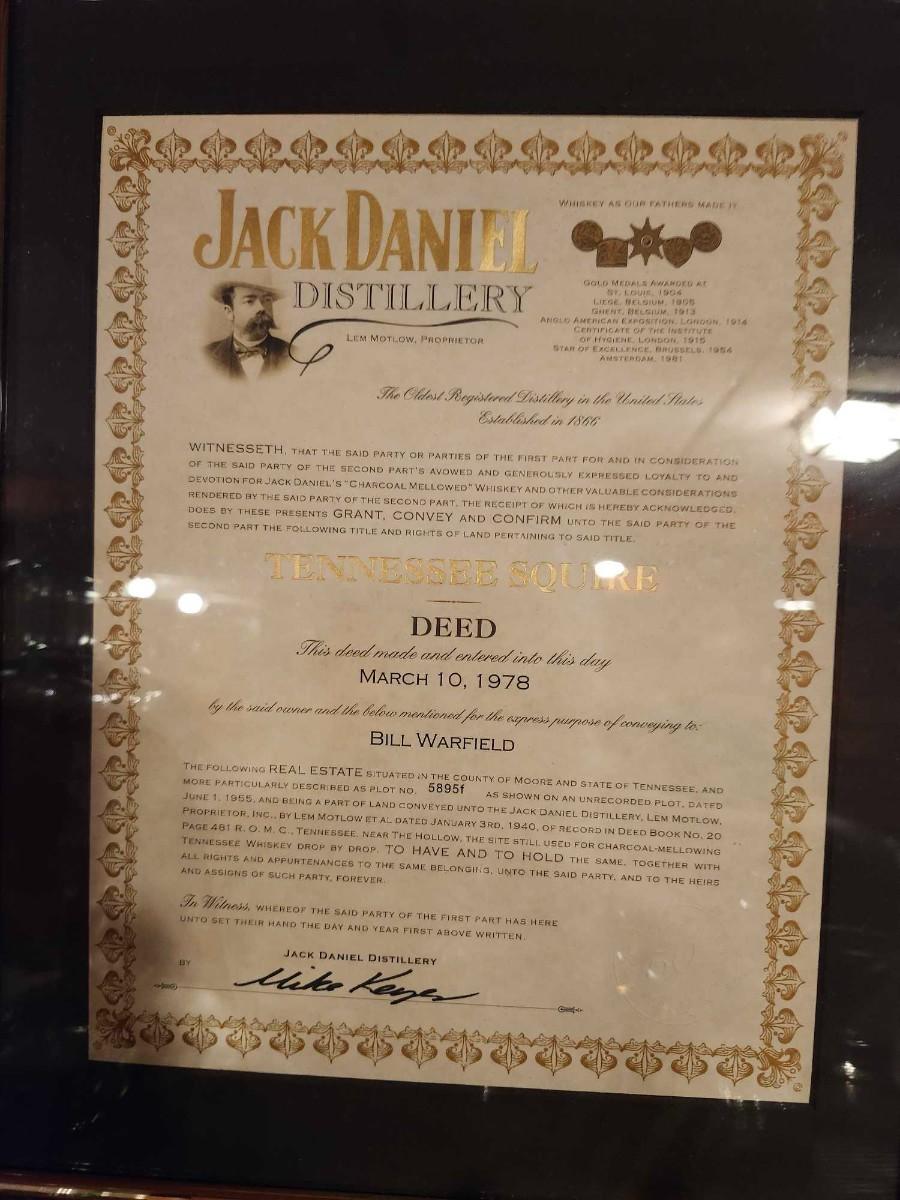 JACK DANIEL
DISTILLERY
LEM MOTLOW, PROPRIETOR
WHISKEY AS OUR FATHERS MADE IT
GOLD MEDALS AWARDED AT
ST. LOUIS, 1904
LIEGE, BELGIUM, 1905
GHENT, BELGIUM, 1913
ANGLO AMERICAN EXPOSITION, LONDON, 1914
CERTIFICATE OF THE INSTITUTE
OF HYGIENE, LONDON, 1915
STAR OF EXCELLENCE, BRUSSELS, 1954
AMSTERDAM, 1981
The Oldest Registered Distillery in the United States
Established in 1866
WITNESSETH, THAT THE SAID PARTY OR PARTIES OF THE FIRST PART FOR AND IN CONSIDERATION
OF THE SAID PARTY OF THE SECOND PART'S AVOWED AND GENEROUSLY EXPRESSED LOYALTY TO AND
DEVOTION FOR JACK DANIEL'S "CHARCOAL MELLOWED" WHISKEY AND OTHER VALUABLE CONSIDERATIONS
RENDERED BY THE SAID PARTY OF THE SECOND PART, THE RECEIPT OF WHICH IS HEREBY ACKNOWLEDGED,
DOES BY THESE PRESENTS GRANT, CONVEY AND CONFIRM UNTO THE SAID PARTY OF THE
SECOND PART THE FOLLOWING TITLE AND RIGHTS OF LAND PERTAINING TO SAID TITLE.
TENNESSEE SQUIRE
DEED
This deed made and entered into this day
MARCH 10, 1978
by the said owner and the below mentioned for the express purpose of conveying to:
BILL WARFIELD
THE FOLLOWING REAL ESTATE SITUATED IN THE COUNTY OF MOORE AND STATE OF TENNESSEE, AND
MORE PARTICULARLY DESCRIBED AS PLOT NO. 5895f AS SHOWN ON AN UNRECORDED PLOT, DATED
JUNE 1, 1955, AND BEING A PART OF LAND CONVEYED UNTO THE JACK DANIEL DISTILLERY, LEM MOTLOW,
PROPRIETOR, INC., BY LEM MOTLOW ET AL DATED JANUARY 3RD, 1940, OF RECORD IN DEED BOOK NO. 20
PAGE 481 R. O. M. C., TENNESSEE, NEAR THE HOLLOW, THE SITE STILL USED FOR CHARCOAL-MELLOWING
TENNESSEE WHISKEY DROP BY DROP. TO HAVE AND TO HOLD THE SAME, TOGETHER WITH
ALL RIGHTS AND APPURTENANCES TO THE SAME BELONGING, UNTO THE SAID PARTY, AND TO THE HEIRS
AND ASSIGNS OF SUCH PARTY, FOREVER.
In Witness, WHEREOF THE SAID PARTY OF THE FIRST PART HAS HERE
UNTO SET THEIR HAND THE DAY AND YEAR FIRST ABOVE WRITTEN.
JACK DANIEL DISTILLERY
BY Mike Keyes